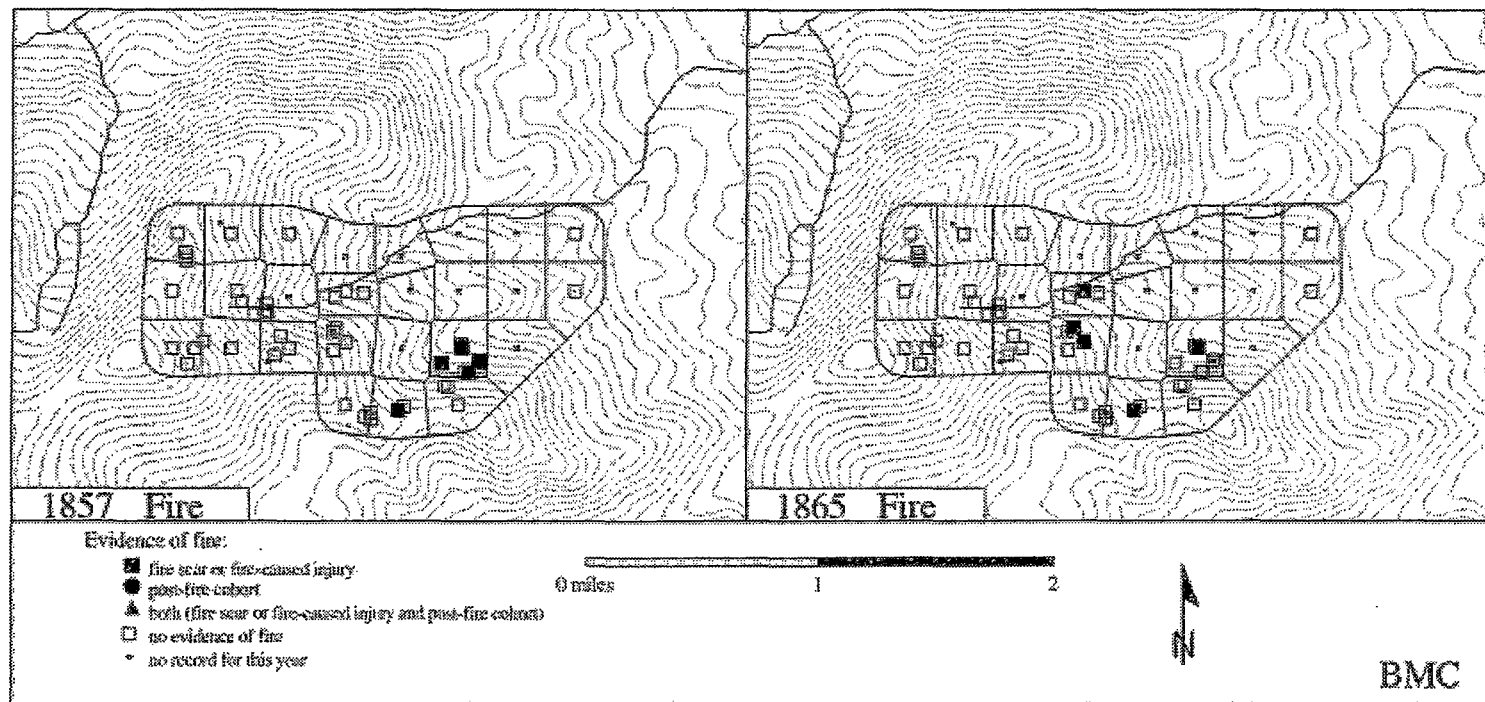 1857 Fire
1865 Fire
Evidence of fire:
fire scar or fire-caused injury
post-fire cohort
both (fire scar or fire-caused injury and post-fire cohort)
no evidence of fire
no record for this year
0 miles 1 2
N
BMC